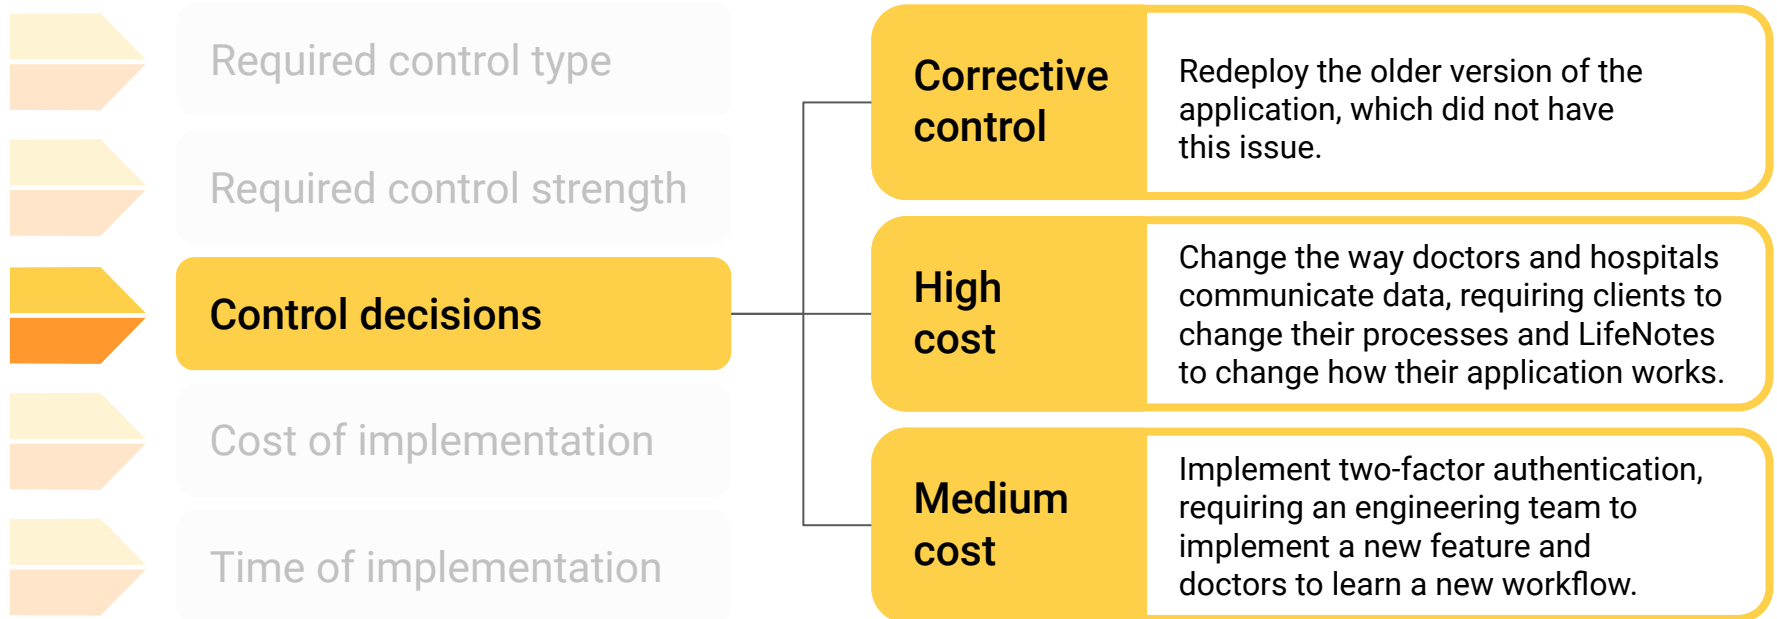 Required control type
Required control strength
Control decisions
Cost of implementation
Time of implementation
Corrective
control
Redeploy the older version of the
application, which did not have
this issue.
High
cost
Change the way doctors and hospitals
communicate data, requiring clients to
change their processes and LifeNotes
to change how their application works.
Medium
cost
Implement two-factor authentication,
requiring an engineering team to
implement a new feature and
doctors to learn a new workflow.